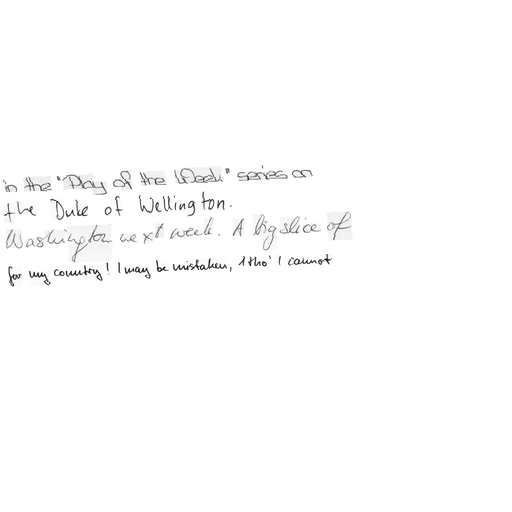 in the "Play of the Week" series on
the Duke of Wellington.
Washington next week. A big slice of
for my country! I may be mistaken, 'tho' I cannot